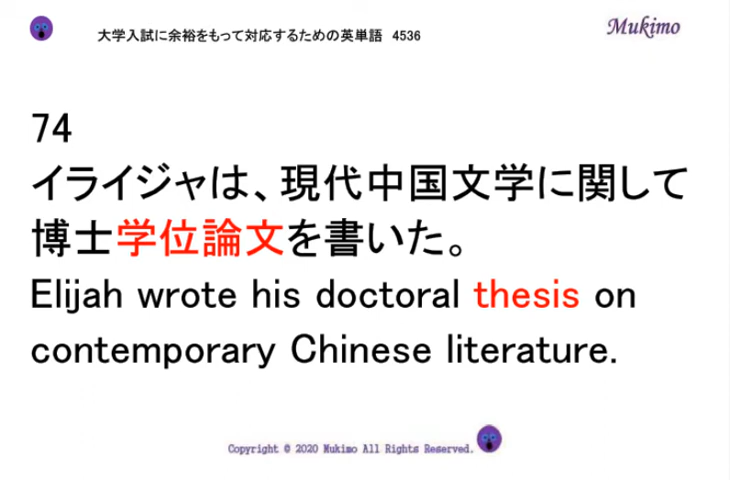 大学入試に余裕をもって対応するための英単語 4536
Mukimo
74
イライジャは、現代中国文学に関して
博士学位論文を書いた。
Elijah wrote his doctoral thesis on
contemporary Chinese literature.
Copyright © 2020 Mukimo All Rights Reserved.